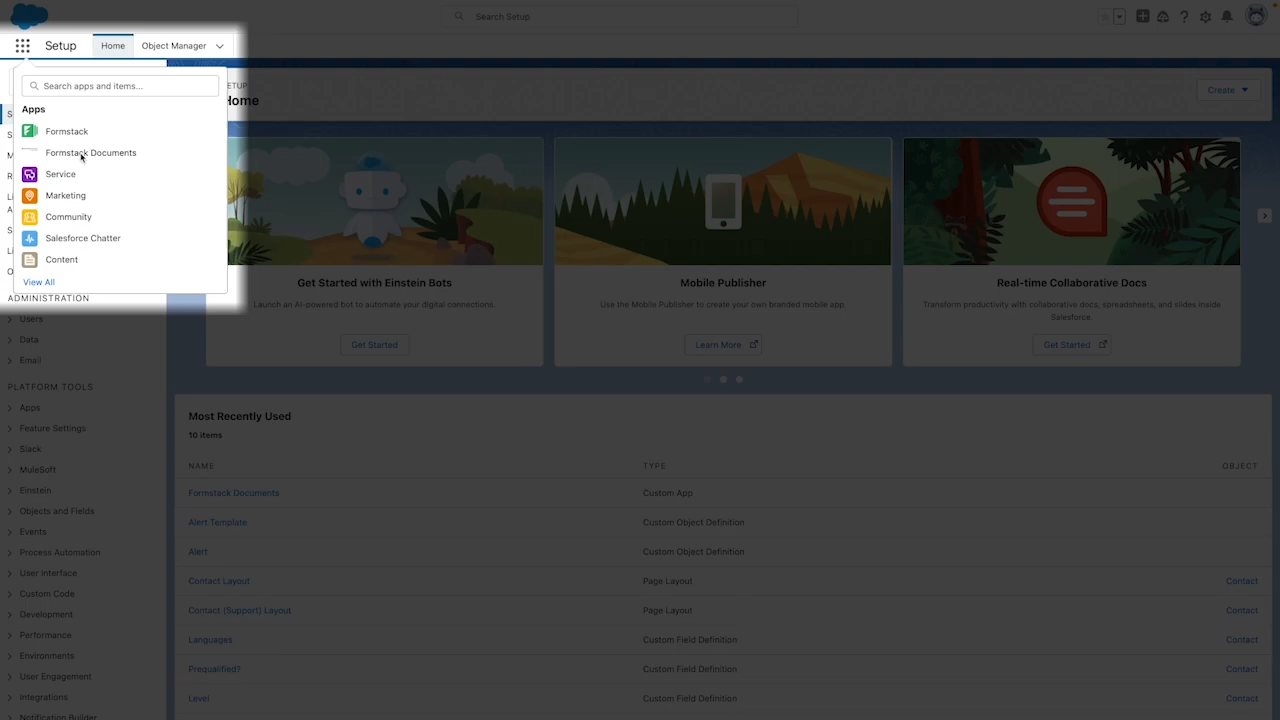 Search Setup
Setup
Home
Object Manager
Search apps and items...
Apps
Formstack
Formstack Documents
Service
Marketing
Community
Salesforce Chatter
Content
View All
ETUP
Home
Create
ADMINISTRATION
Users
Data
Email
PLATFORM TOOLS
Apps
Feature Settings
Slack
MuleSoft
Einstein
Objects and Fields
Events
Process Automation
User Interface
Custom Code
Development
Performance
Environments
User Engagement
Integrations
Notification Builder
Get Started with Einstein Bots
Launch an AI-powered bot to automate your digital connections.
Get Started
Mobile Publisher
Use the Mobile Publisher to create your own branded mobile app.
Learn More
Real-time Collaborative Docs
Transform productivity with collaborative docs, spreadsheets, and slides inside
Salesforce.
Get Started
Most Recently Used
10 items
NAME TYPE OBJECT
Formstack Documents Custom App
Alert Template Custom Object Definition
Alert Custom Object Definition
Contact Layout Page Layout Contact
Contact (Support) Layout Page Layout Contact
Languages Custom Field Definition Contact
Prequalified? Custom Field Definition Contact
Level Custom Field Definition Contact